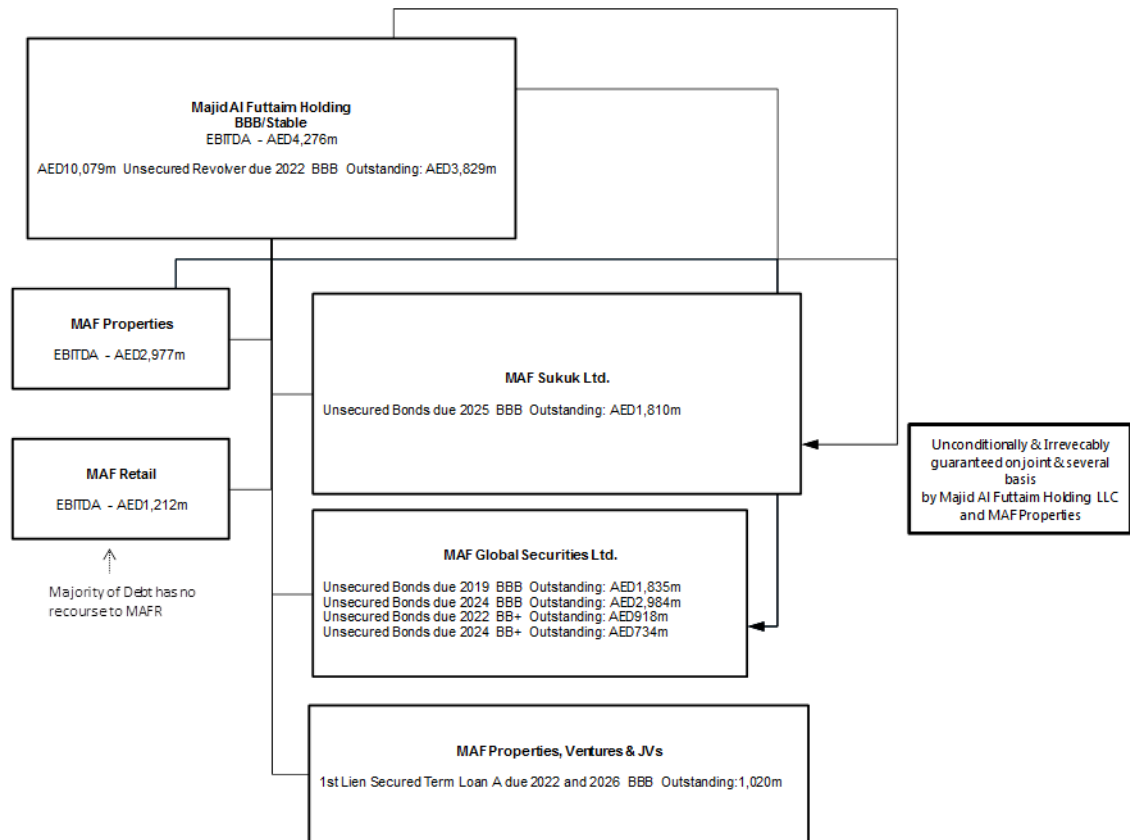 Majid Al Futtaim Holding
BBB/Stable
EBITDA - AED4,276m
AED10,079m Unsecured Revolver due 2022 BBB Outstanding: AED3,829m
MAF Properties
EBITDA - AED2,977m
MAF Sukuk Ltd.
Unsecured Bonds due 2025 BBB Outstanding: AED1,810m
MAF Retail
EBITDA - AED1,212m
Unconditionally & Irrevecably
guaranteed on joint & several
basis
by Majid Al Futtaim Holding LLC
and MAF Properties
Majority of Debt has no
recourse to MAFR
MAF Global Securities Ltd.
Unsecured Bonds due 2019 BBB Outstanding: AED1,835m
Unsecured Bonds due 2024 BBB Outstanding: AED2,984m
Unsecured Bonds due 2022 BB+ Outstanding: AED918m
Unsecured Bonds due 2024 BB+ Outstanding: AED734m
MAF Properties, Ventures & JVs
1st Lien Secured Term Loan A due 2022 and 2026 BBB Outstanding:1,020m